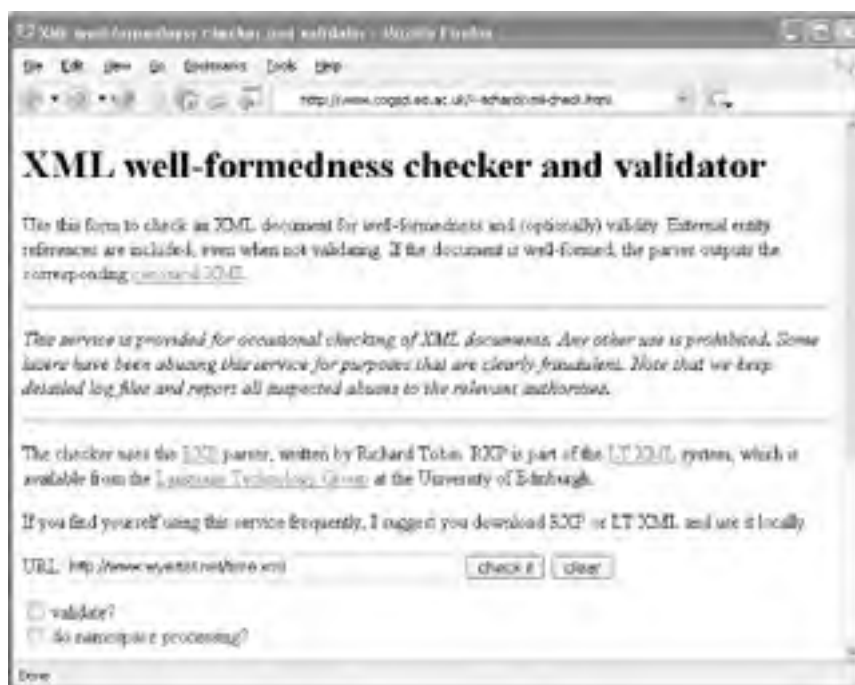 XML well-formedness checker and validator - Mozilla Firefox
File Edit View Go Bookmarks Tools Help
XML well-formedness checker and validator
Use this form to check an XML document for well-formedness and (optionally) validity. External entity
references are included, even when not validating. If the document is well-formed, the parser outputs the
corresponding canonical XML.
This service is provided for occasional checking of XML documents. Any other use is prohibited. Some
lusers have been abusing this service for purposes that are clearly fraudulent. Note that we keep
detailed log files and report all suspected abuses to the relevant authorities.
The checker uses the RXP parser, written by Richard Tobin. RXP is part of the LT XML system, which is
available from the Language Technology Group at the University of Edinburgh.
If you find yourself using this service frequently, I suggest you download RXP or LT XML and use it locally.
URL: check it clear
validate?
do namespace processing?
Done